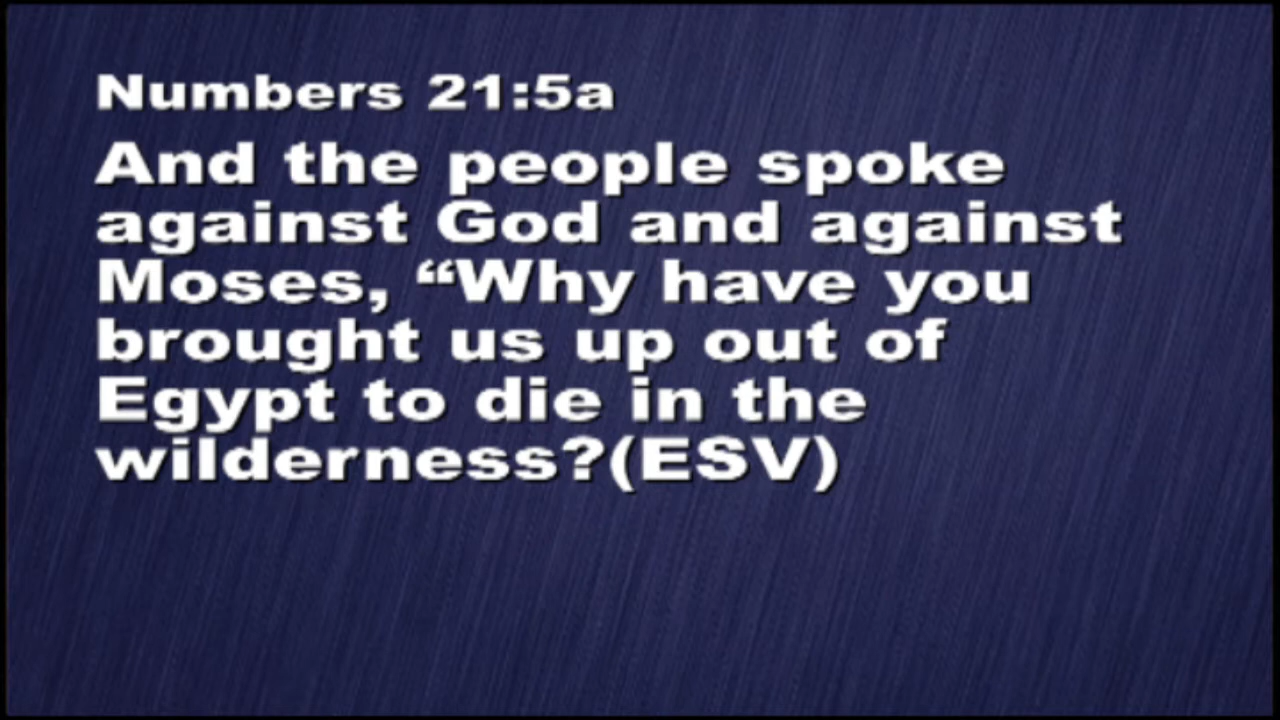 Numbers 21:5a
And the people spoke
against God and against
Moses, “Why have you
brought us up out of
Egypt to die in the
wilderness?(ESV)